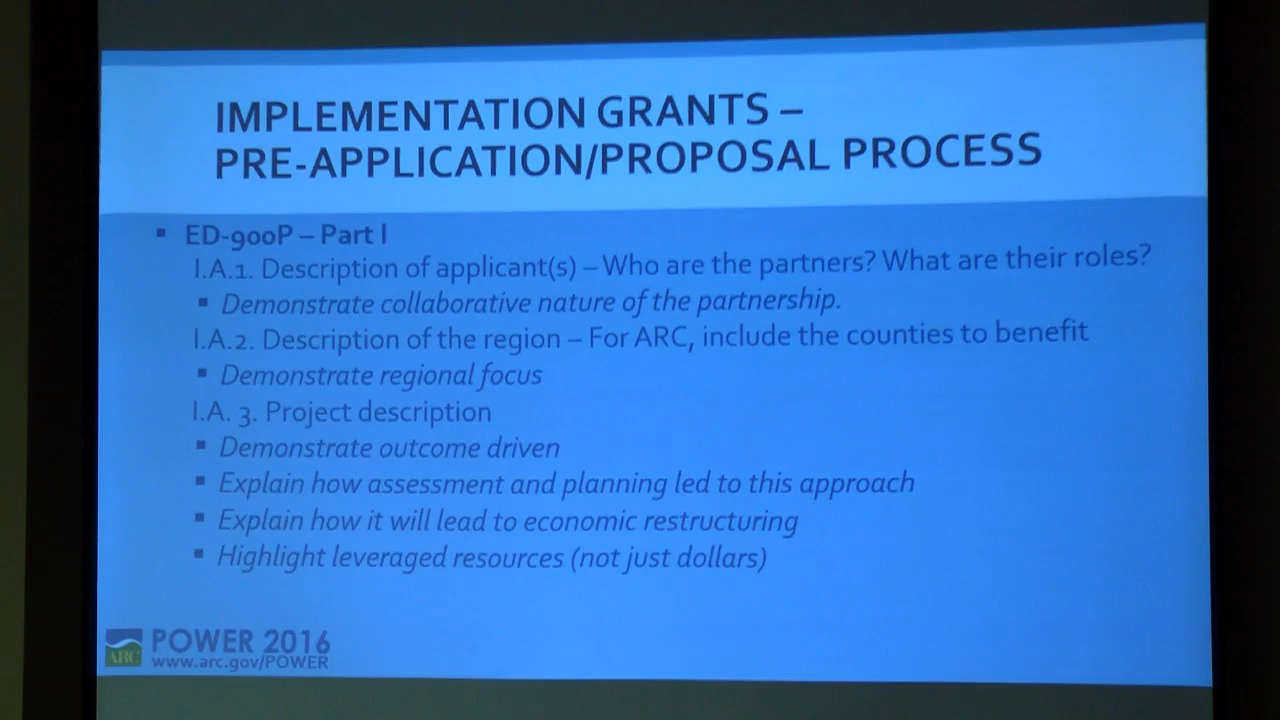 IMPLEMENTATION GRANTS –
PRE-APPLICATION/PROPOSAL PROCESS
▪ ED-900P – Part I
I.A.1. Description of applicant(s) – Who are the partners? What are their roles?
▪ Demonstrate collaborative nature of the partnership.
I.A.2. Description of the region – For ARC, include the counties to benefit
▪ Demonstrate regional focus
I.A. 3. Project description
▪ Demonstrate outcome driven
▪ Explain how assessment and planning led to this approach
▪ Explain how it will lead to economic restructuring
▪ Highlight leveraged resources (not just dollars)
ARC
POWER 2016
www.arc.gov/POWER